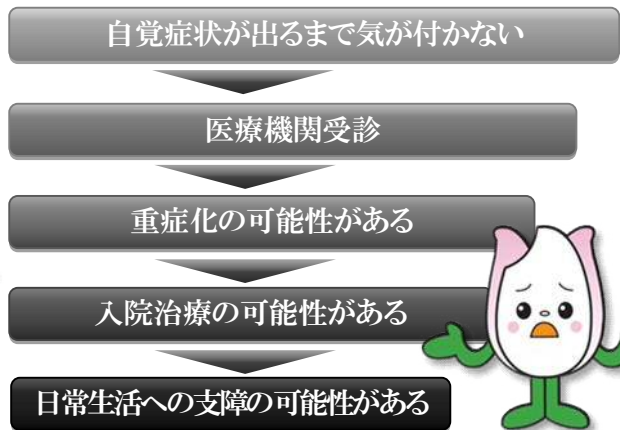 自覚症状が出るまで気が付かない
医療機関受診
重症化の可能性がある
入院治療の可能性がある
日常生活への支障の可能性がある